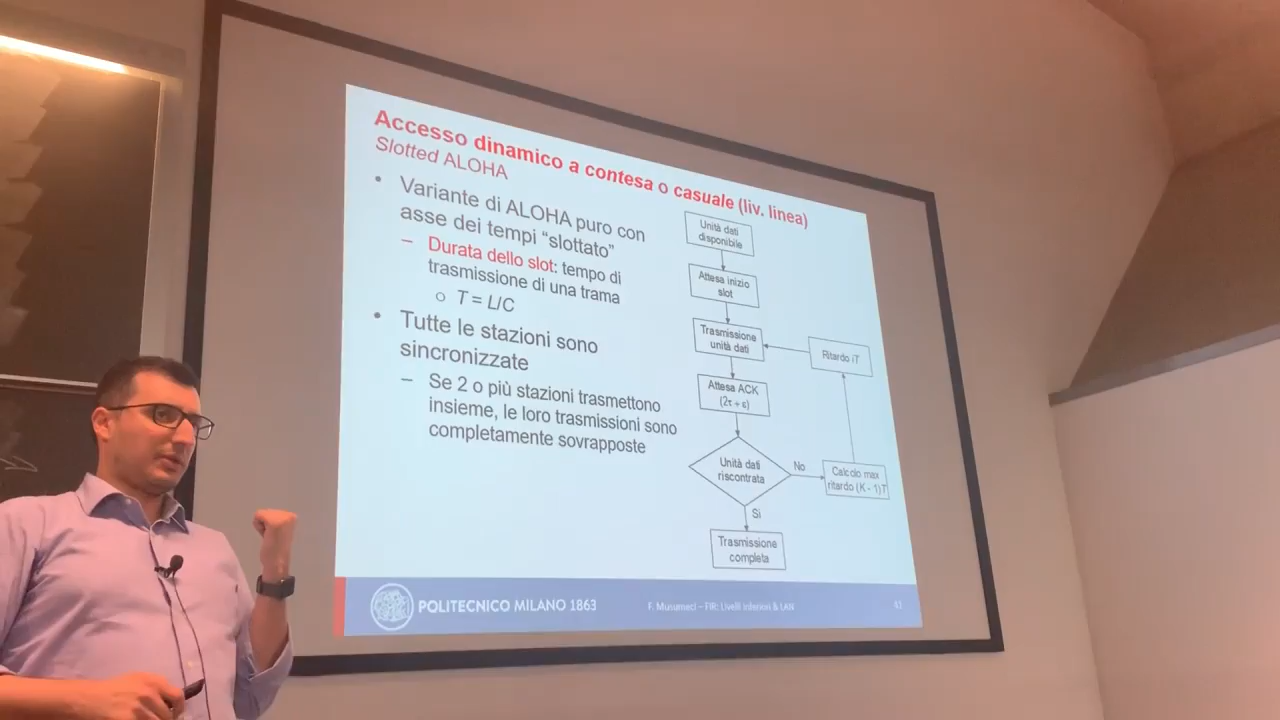 Accesso dinamico a contesa o casuale (liv. linea)
Slotted ALOHA
• Variante di ALOHA puro con
asse dei tempi “slottato”
– Durata dello slot: tempo di
trasmissione di una trama
○ T = L/C
• Tutte le stazioni sono
sincronizzate
– Se 2 o più stazioni trasmettono
insieme, le loro trasmissioni sono
completamente sovrapposte
Unità dati
disponibile
Attesa inizio
slot
Trasmissione
unità dati
Ritardo iT
Attesa ACK
(2τ + ε)
Unità dati
riscontrata
No
Calcolo max
ritardo (K - 1)T
Sì
Trasmissione
completa
POLITECNICO MILANO 1863
F. Musumeci – FIR: Livelli inferiori & LAN